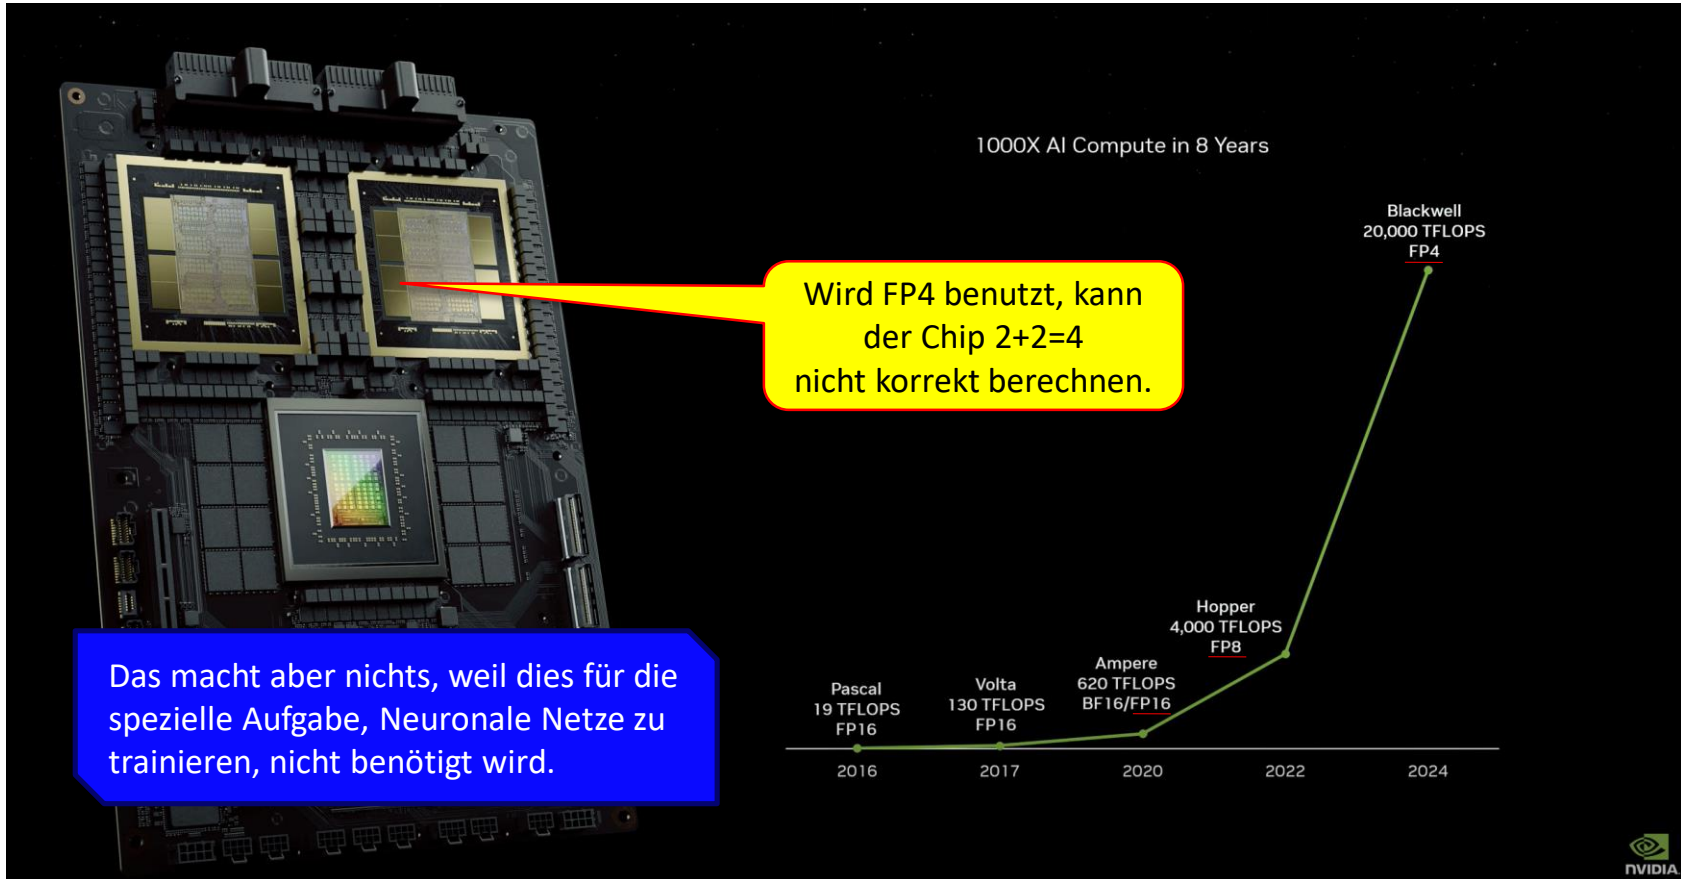 1000X AI Compute in 8 Years
Blackwell
20,000 TFLOPS
FP4
Wird FP4 benutzt, kann
der Chip 2+2=4
nicht korrekt berechnen.
Hopper
4,000 TFLOPS
FP8
Ampere
620 TFLOPS
BF16/FP16
Volta
130 TFLOPS
FP16
Pascal
19 TFLOPS
FP16
2016
2017
2020
2022
2024
Das macht aber nichts, weil dies für die
spezielle Aufgabe, Neuronale Netze zu
trainieren, nicht benötigt wird.
NVIDIA.